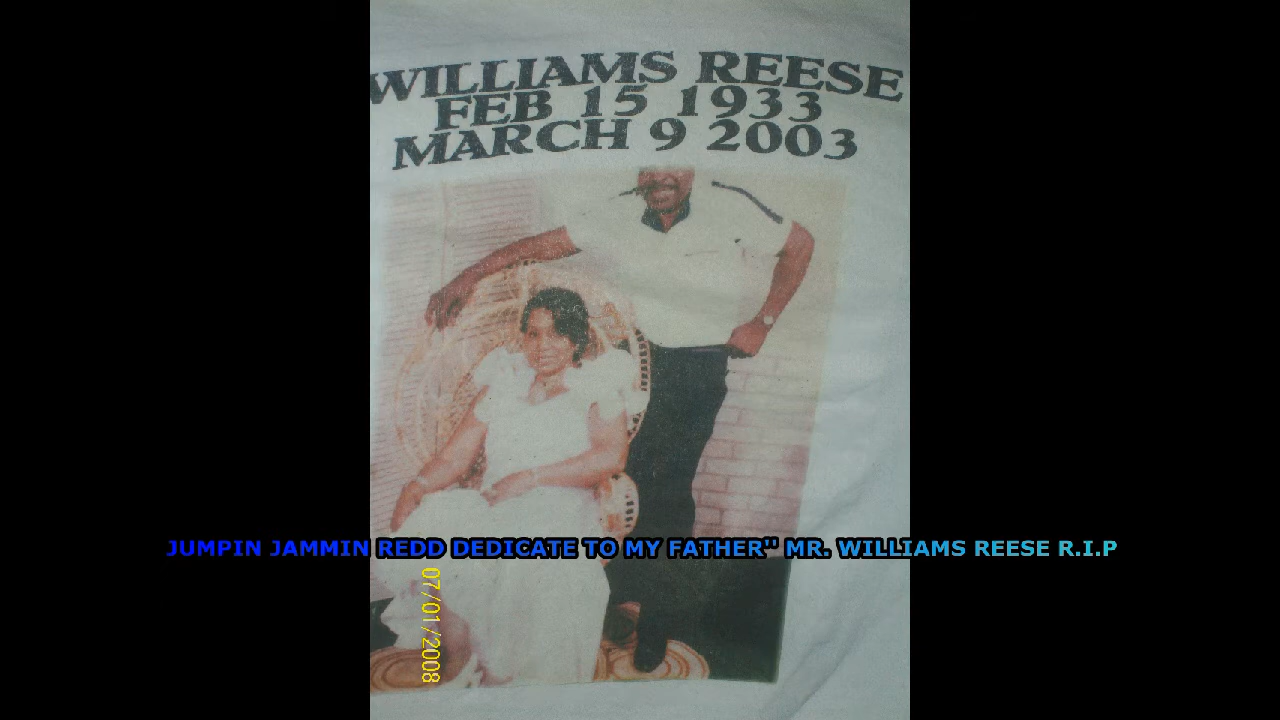 WILLIAMS REESE
FEB 15 1933
MARCH 9 2003
JUMPIN JAMMIN REDD DEDICATE TO MY FATHER" MR. WILLIAMS REESE R.I.P
07/01/2008